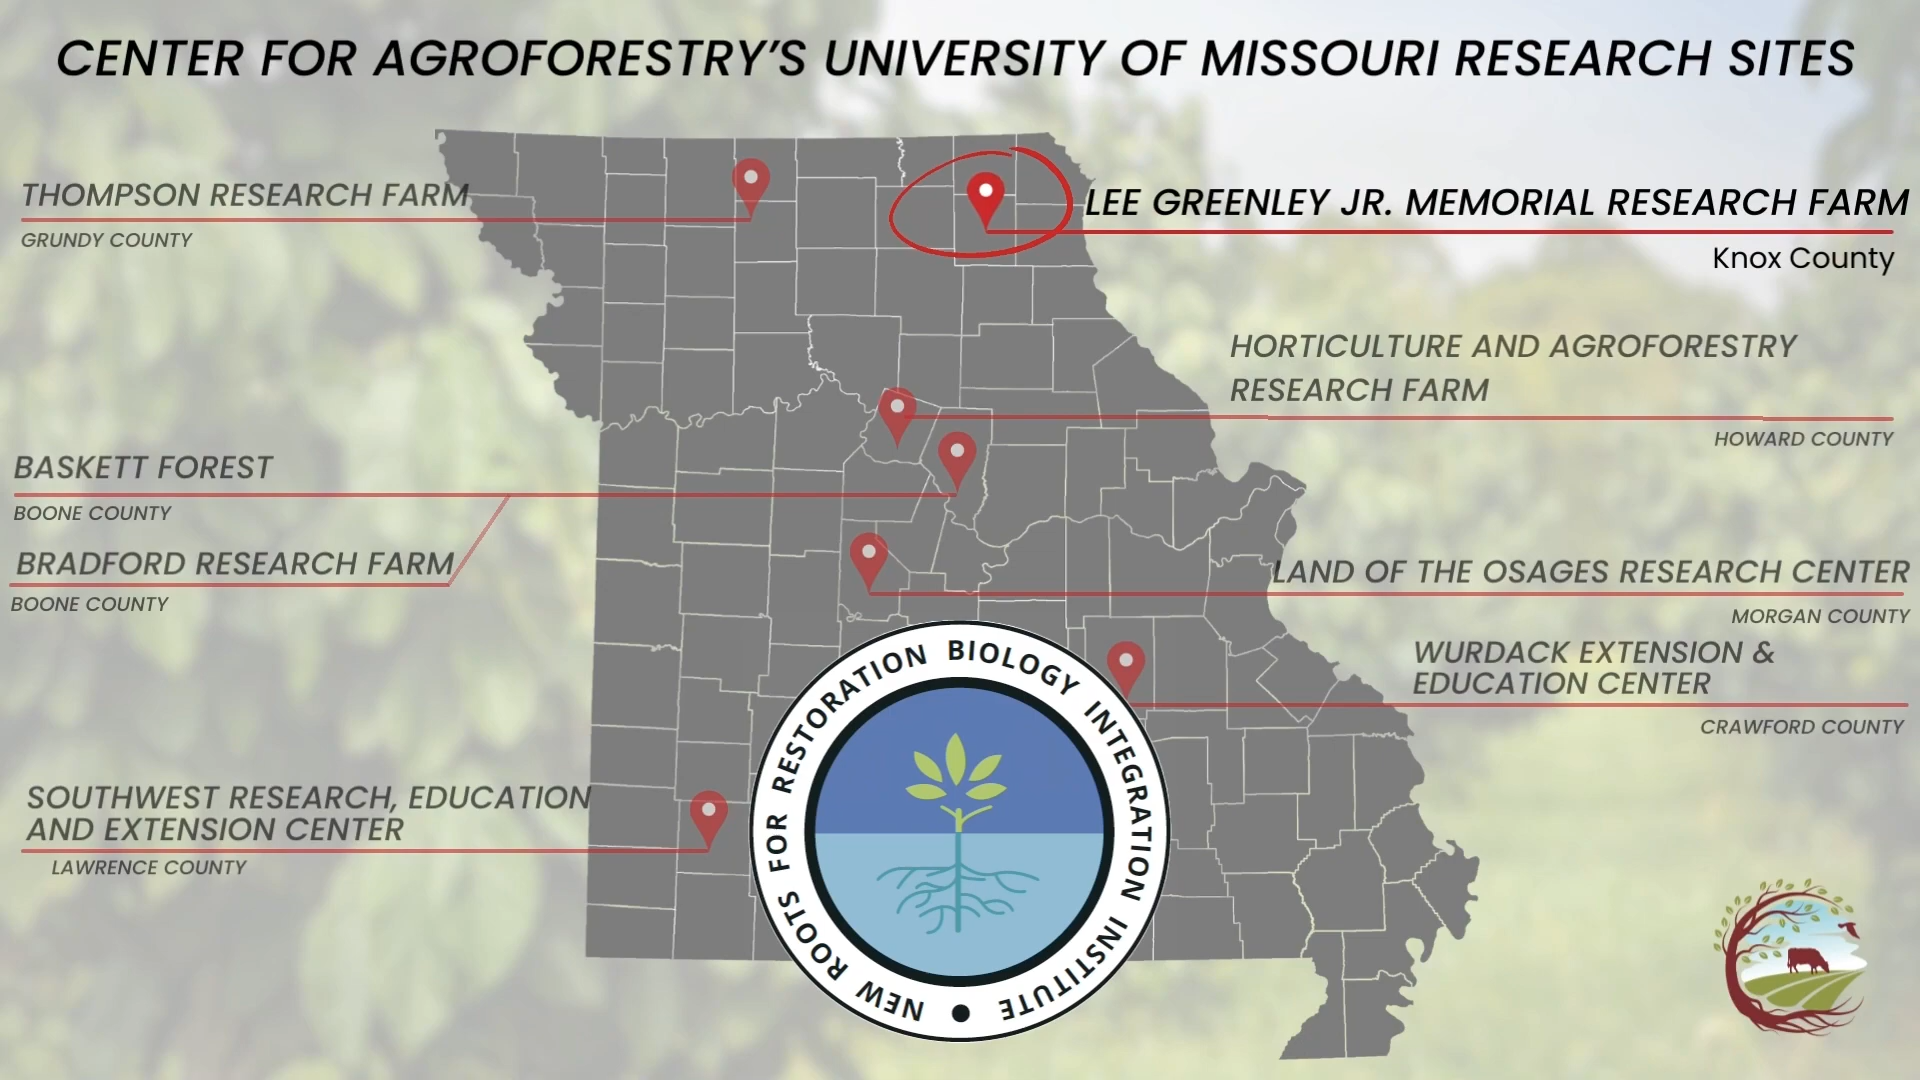 CENTER FOR AGROFORESTRY'S UNIVERSITY OF MISSOURI RESEARCH SITES
THOMPSON RESEARCH FARM
GRUNDY COUNTY
LEE GREENLEY JR. MEMORIAL RESEARCH FARM
Knox County
HORTICULTURE AND AGROFORESTRY
RESEARCH FARM
HOWARD COUNTY
BASKETT FOREST
BOONE COUNTY
BRADFORD RESEARCH FARM
BOONE COUNTY
LAND OF THE OSAGES RESEARCH CENTER
MORGAN COUNTY
WURDACK EXTENSION &
EDUCATION CENTER
CRAWFORD COUNTY
SOUTHWEST RESEARCH, EDUCATION
AND EXTENSION CENTER
LAWRENCE COUNTY
NEW ROOTS FOR RESTORATION BIOLOGY INTEGRATION INSTITUTE